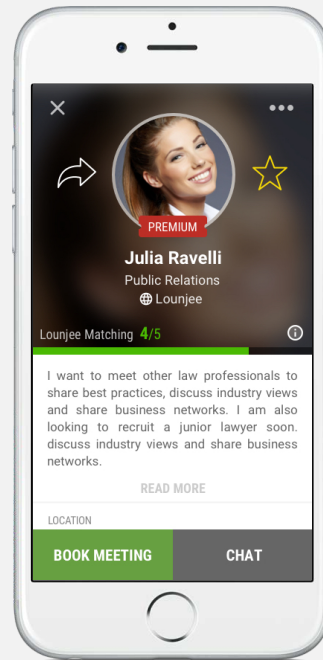 PREMIUM
Julia Ravelli
Public Relations
Lounjee
Lounjee Matching 4/5
I want to meet other law professionals to
share best practices, discuss industry views
and share business networks. I am also
looking to recruit a junior lawyer soon.
discuss industry views and share business
networks.
READ MORE
LOCATION
BOOK MEETING CHAT